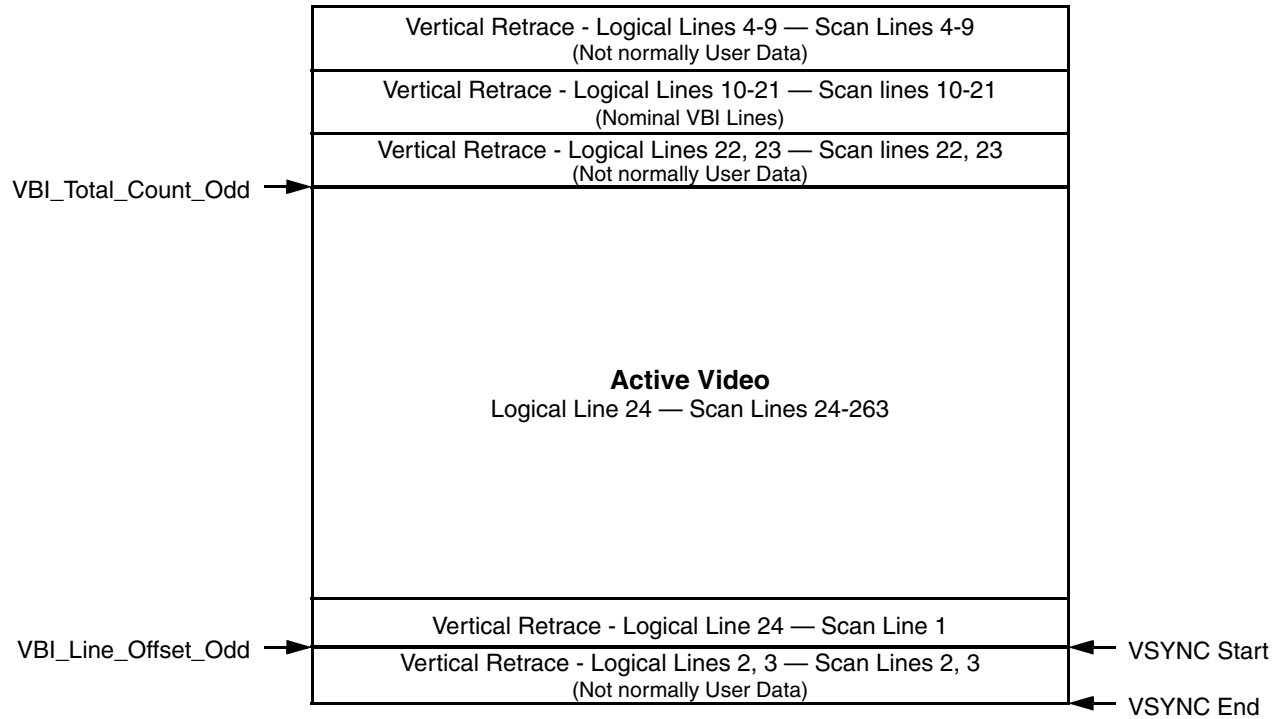 Vertical Retrace - Logical Lines 4-9 — Scan Lines 4-9
(Not normally User Data)
Vertical Retrace - Logical Lines 10-21 — Scan lines 10-21
(Nominal VBI Lines)
Vertical Retrace - Logical Lines 22, 23 — Scan lines 22, 23
(Not normally User Data)
VBI_Total_Count_Odd
Active Video
Logical Line 24 — Scan Lines 24-263
Vertical Retrace - Logical Line 24 — Scan Line 1
VBI_Line_Offset_Odd
VSYNC Start
Vertical Retrace - Logical Lines 2, 3 — Scan Lines 2, 3
(Not normally User Data)
VSYNC End